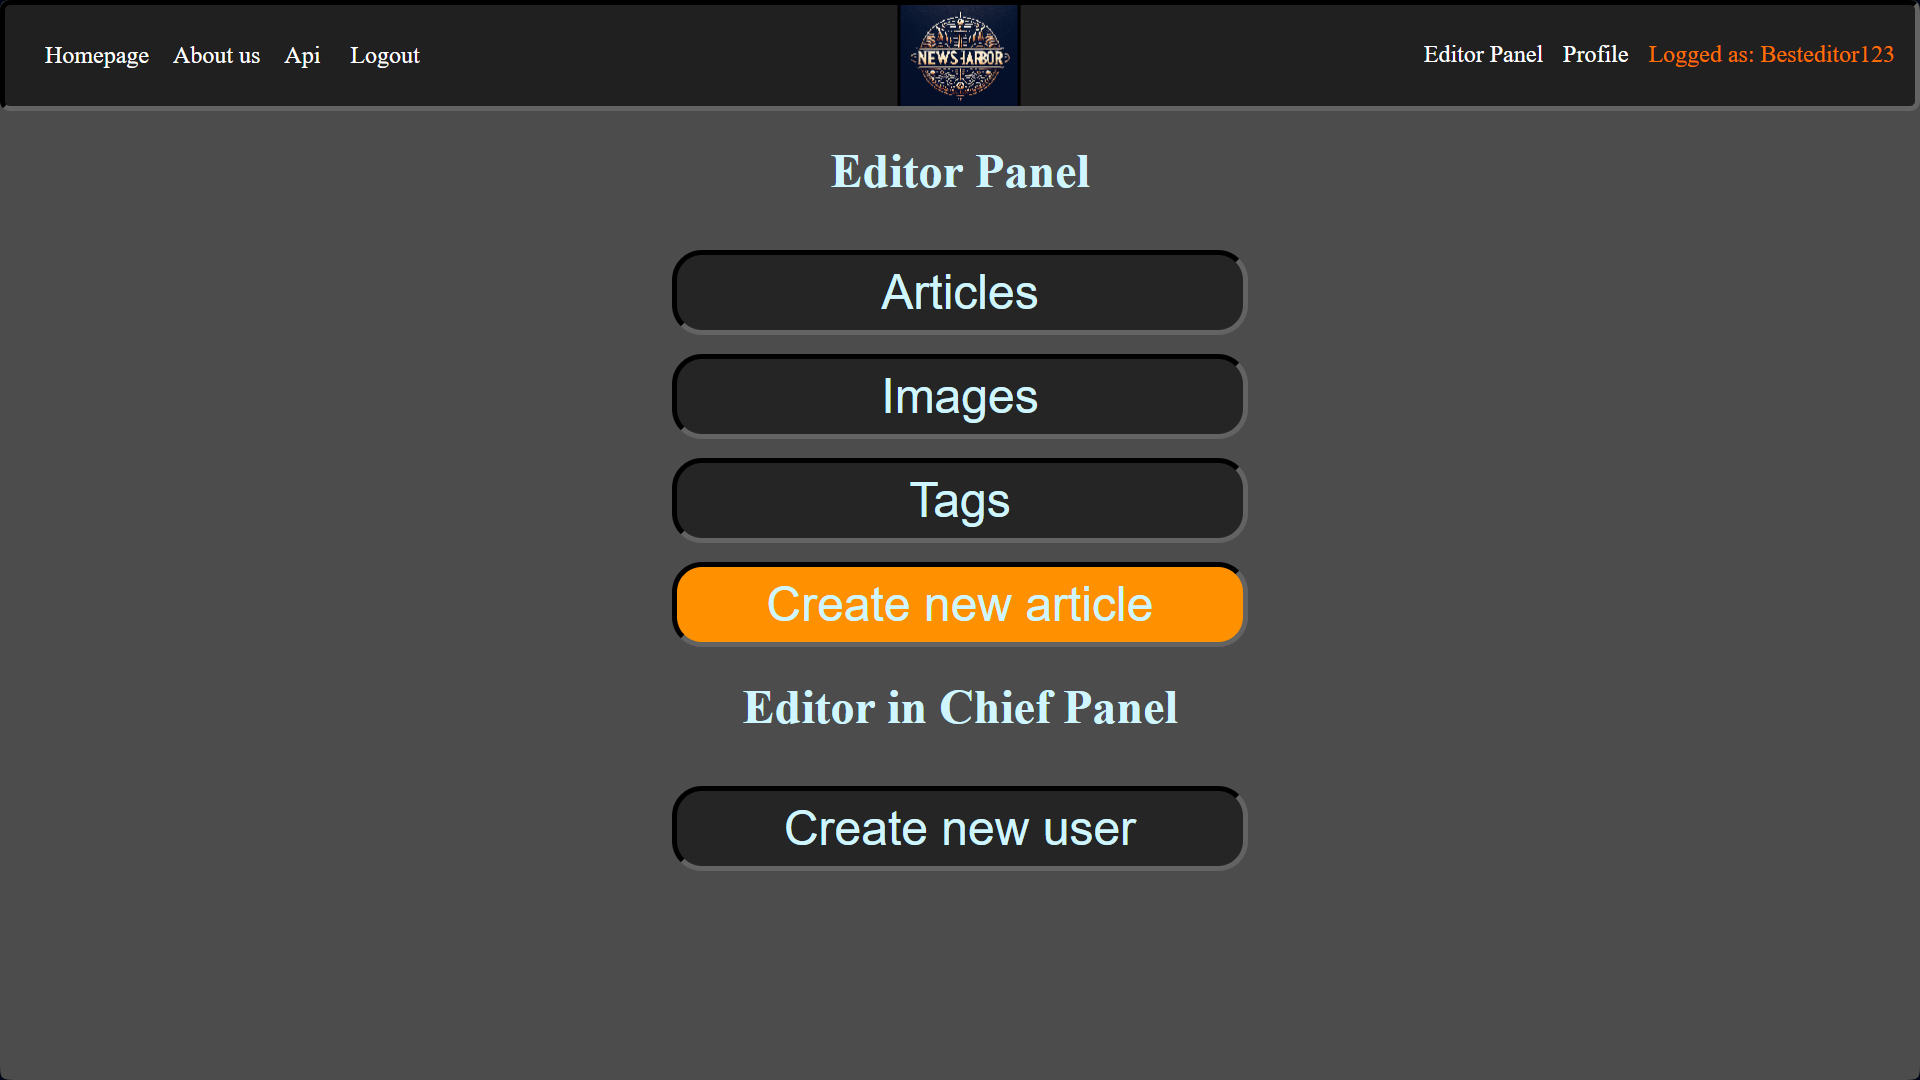 Homepage About us Api Logout
NEWS HARBOR
Editor Panel Profile Logged as: Besteditor123
Editor Panel
Articles
Images
Tags
Create new article
Editor in Chief Panel
Create new user